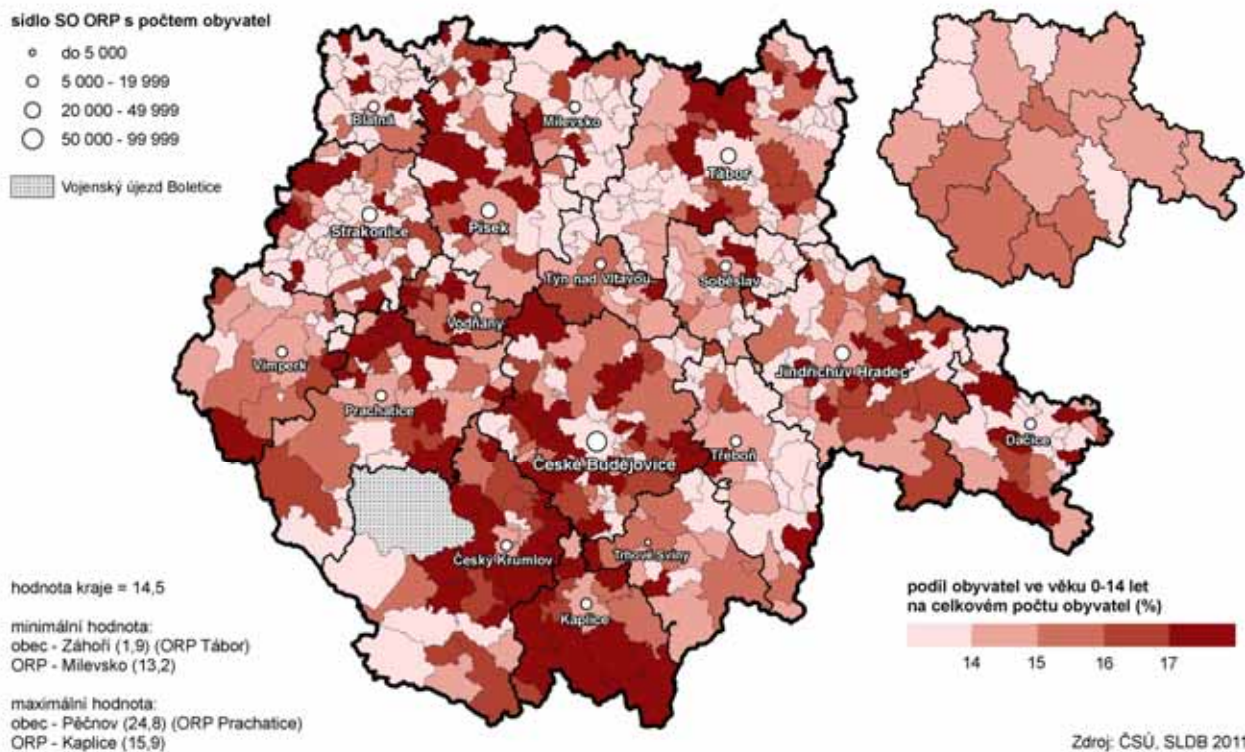 sídlo SO ORP s počtem obyvatel
do 5 000
5 000 - 19 999
20 000 - 49 999
50 000 - 99 999
Vojenský újezd Boletice
Blatná
Milevsko
Tábor
Strakonice
Písek
Týn nad Vltavou
Soběslav
Vodňany
Vimperk
Jindřichův Hradec
Prachatice
Dačice
České Budějovice
Třeboň
Český Krumlov
Trhové Sviny
Kaplice
hodnota kraje = 14,5
minimální hodnota:
obec - Záhoří (1,9) (ORP Tábor)
ORP - Milevsko (13,2)
maximální hodnota:
obec - Pěčnov (24,8) (ORP Prachatice)
ORP - Kaplice (15,9)
podíl obyvatel ve věku 0-14 let
na celkovém počtu obyvatel (%)
14 15 16 17
Zdroj: ČSÚ, SLDB 2011